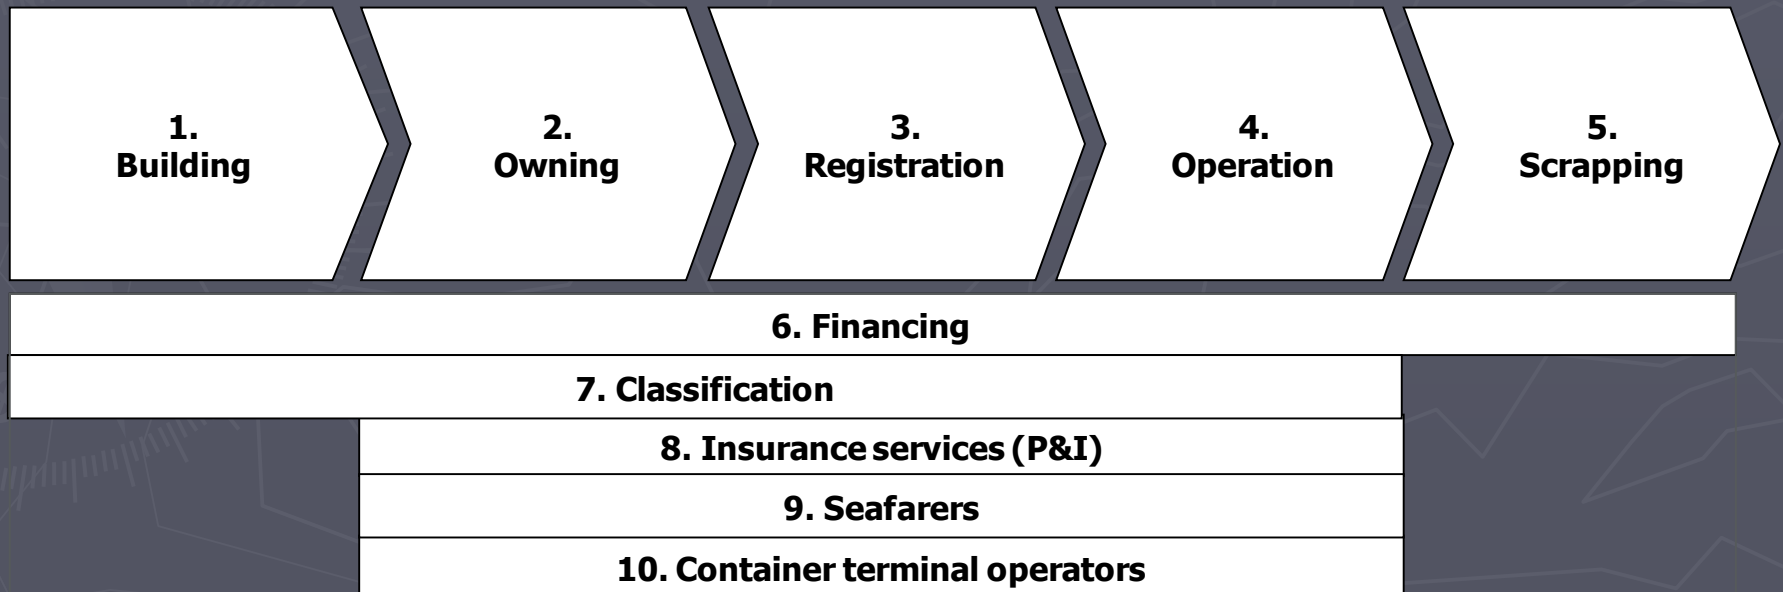 1.
Building
2.
Owning
3.
Registration
4.
Operation
5.
Scrapping
6. Financing
7. Classification
8. Insurance services (P&I)
9. Seafarers
10. Container terminal operators